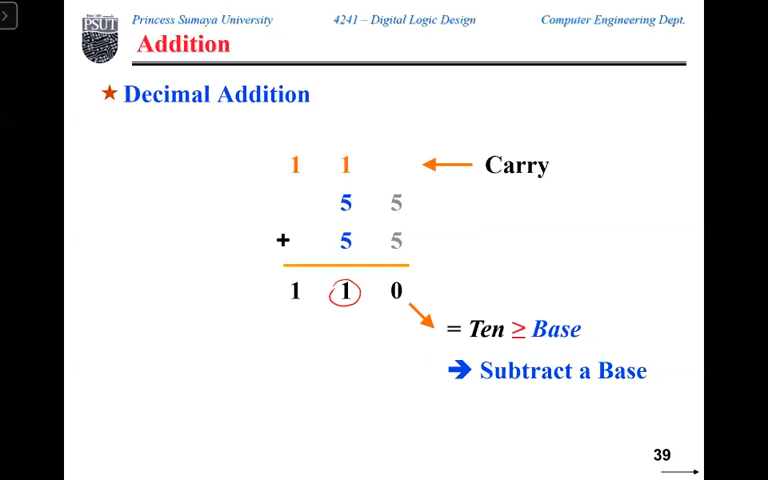 Princess Sumaya University 4241 – Digital Logic Design Computer Engineering Dept.
PSUT
Addition
★ Decimal Addition
1 1 ← Carry
5 5
+ 5 5
1 1 0
= Ten ≥ Base
➔ Subtract a Base
39